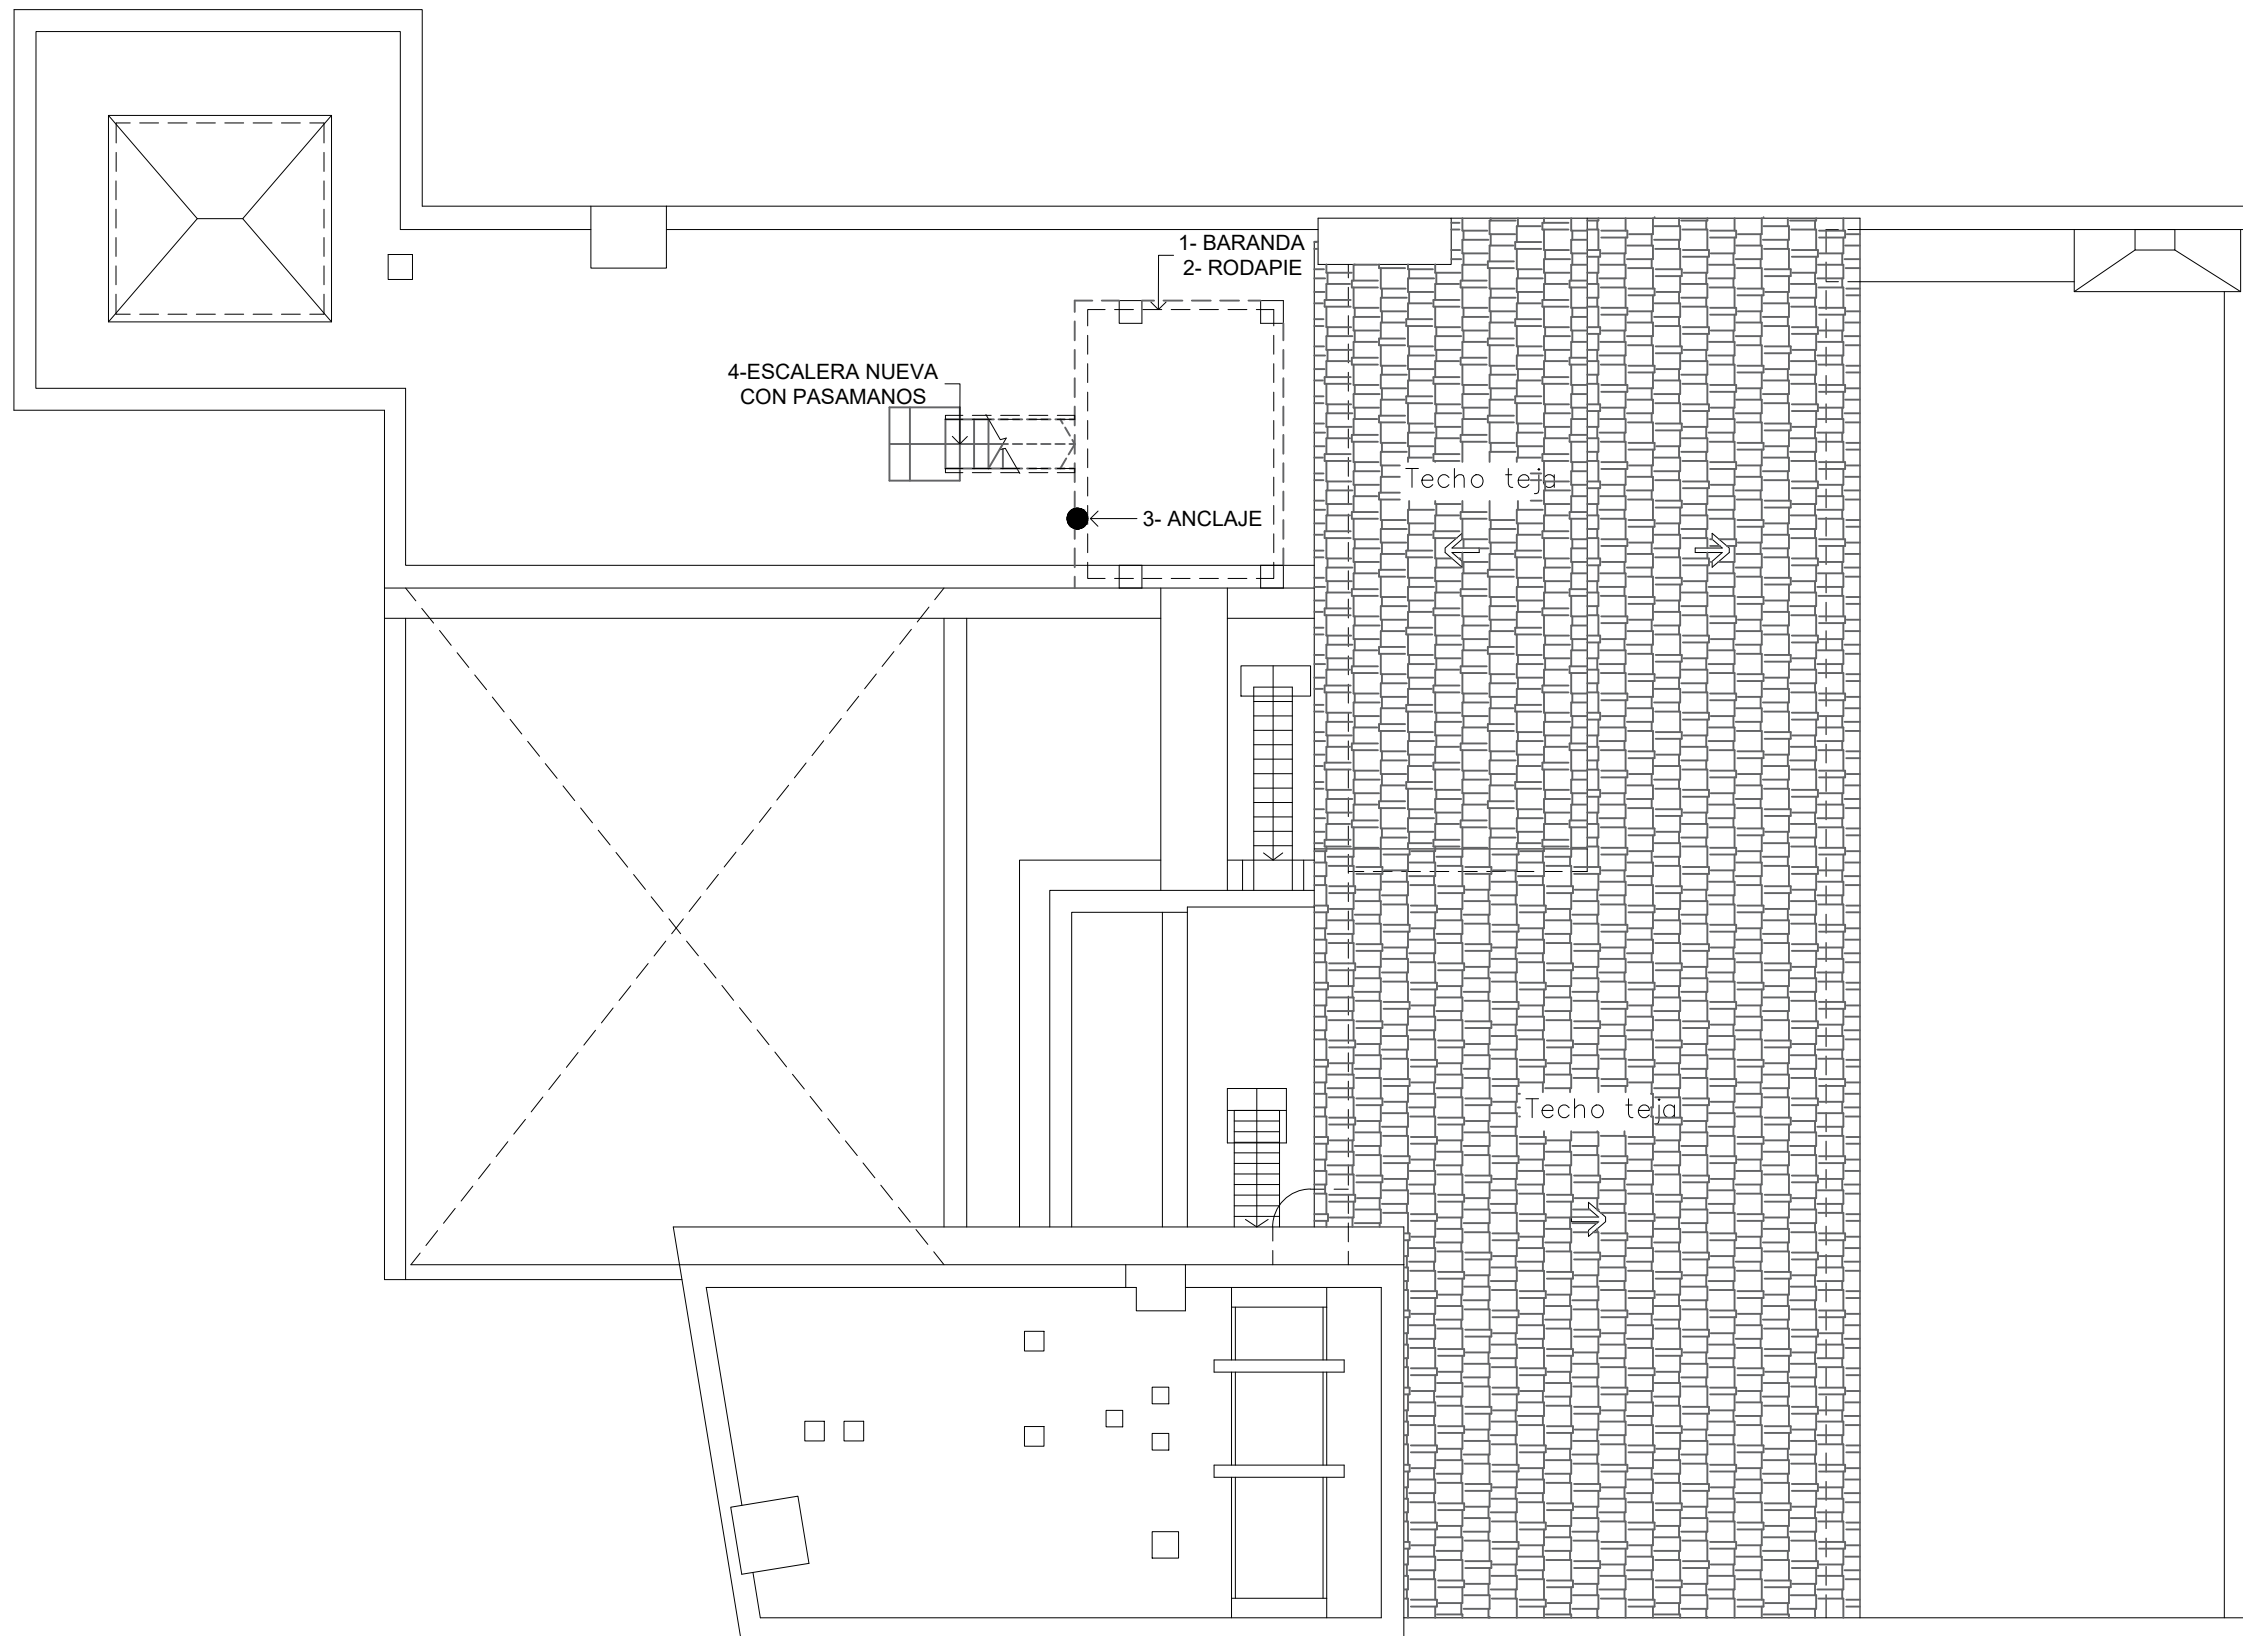 1- BARANDA
2- RODAPIE
4-ESCALERA NUEVA
CON PASAMANOS
Techo teja
3- ANCLAJE
Techo teja